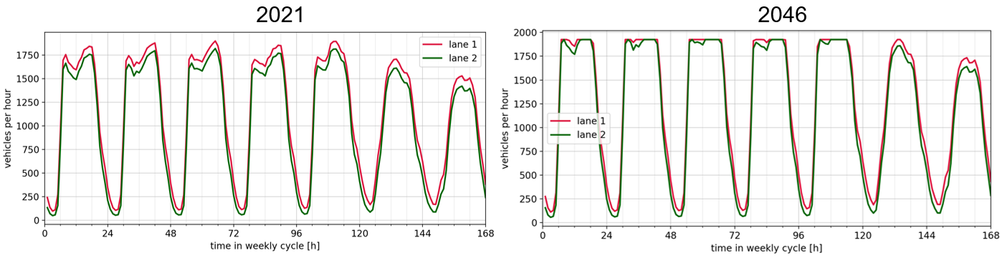 2021
2046
lane 1
lane 2
1750
1500
1250
1000
750
500
250
0
0 24 48 72 96 120 144 168
time in weekly cycle [h]
vehicles per hour
2000
1750
1500
1250
1000
750
500
250
0
lane 1
lane 2
0 24 48 72 96 120 144 168
time in weekly cycle [h]
vehicles per hour